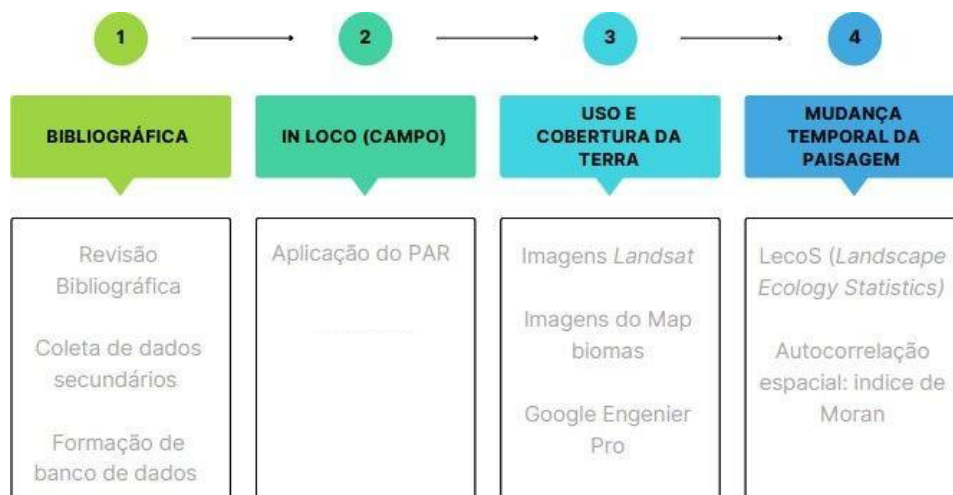 1
2
3
4
BIBLIOGRÁFICA
IN LOCO (CAMPO)
USO E
COBERTURA DA
TERRA
MUDANÇA
TEMPORAL DA
PAISAGEM
Revisão
Bibliográfica
Coleta de dados
secundários
Formação de
banco de dados
Aplicação do PAR
Imagens Landsat
Imagens do Map
biomas
Google Engenier
Pro
LecoS (Landscape
Ecology Statistics)
Autocorrelação
espacial: indice de
Moran